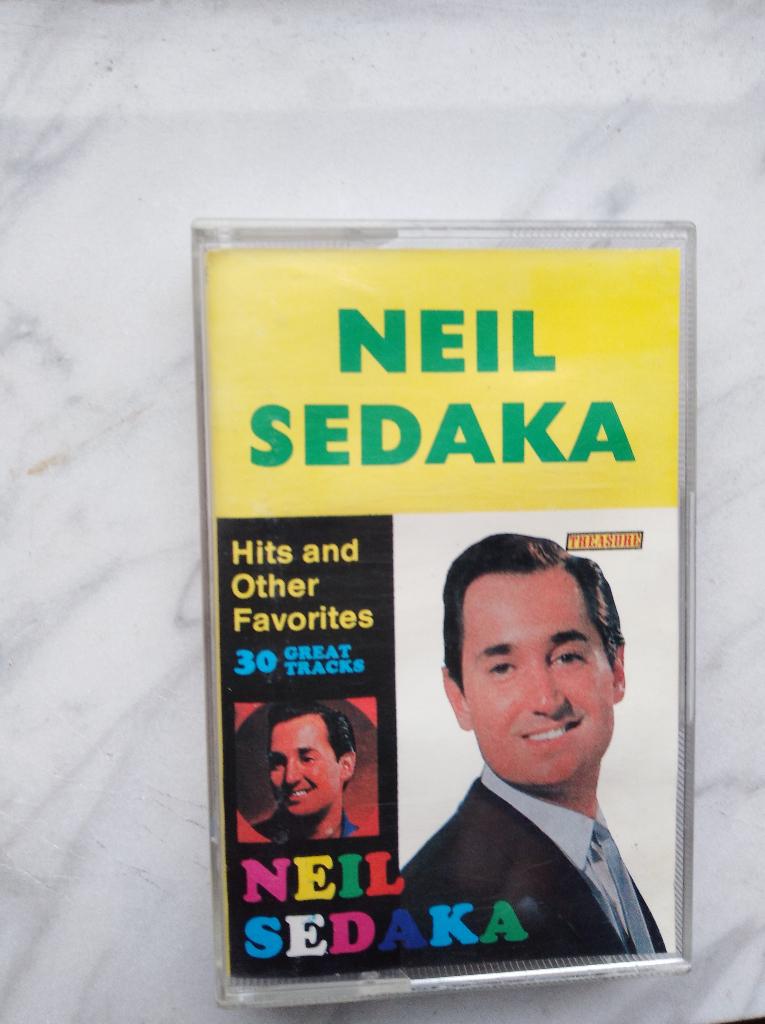 NEIL
SEDAKA
TREASURE
Hits and
Other
Favorites
30 GREAT
TRACKS
NEIL
SEDAKA